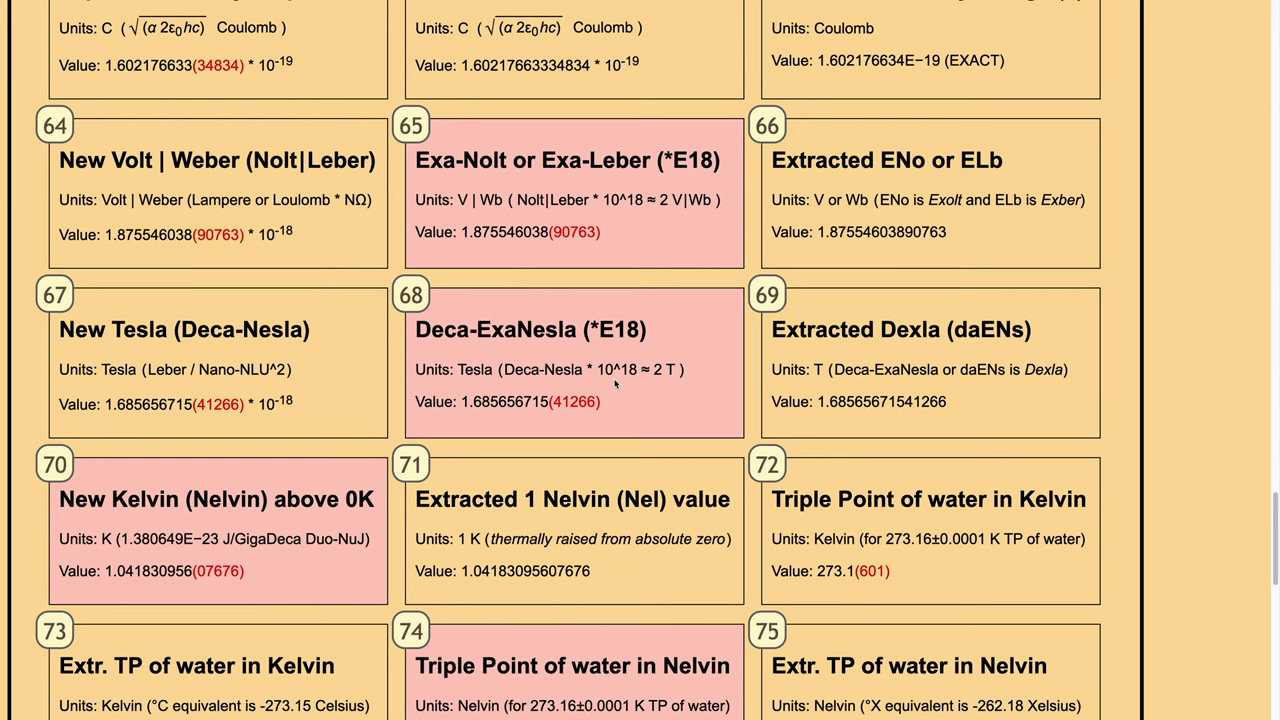 Units: C (√(α 2ε₀hc) Coulomb )
Value: 1.602176633(34834) * 10⁻¹⁹
Units: C (√(α 2ε₀hc) Coulomb )
Value: 1.60217663334834 * 10⁻¹⁹
Units: Coulomb
Value: 1.602176634E−19 (EXACT)
64
New Volt | Weber (Nolt|Leber)
Units: Volt | Weber (Lampere or Loulomb * NΩ)
Value: 1.875546038(90763) * 10⁻¹⁸
65
Exa-Nolt or Exa-Leber (*E18)
Units: V | Wb ( Nolt|Leber * 10^18 ≈ 2 V|Wb )
Value: 1.875546038(90763)
66
Extracted ENo or ELb
Units: V or Wb (ENo is Exolt and ELb is Exber)
Value: 1.87554603890763
67
New Tesla (Deca-Nesla)
Units: Tesla (Leber / Nano-NLU^2)
Value: 1.685656715(41266) * 10⁻¹⁸
68
Deca-ExaNesla (*E18)
Units: Tesla (Deca-Nesla * 10^18 ≈ 2 T )
Value: 1.685656715(41266)
69
Extracted Dexla (daENs)
Units: T (Deca-ExaNesla or daENs is Dexla)
Value: 1.68565671541266
70
New Kelvin (Nelvin) above 0K
Units: K (1.380649E−23 J/GigaDeca Duo-NuJ)
Value: 1.041830956(07676)
71
Extracted 1 Nelvin (Nel) value
Units: 1 K (thermally raised from absolute zero)
Value: 1.04183095607676
72
Triple Point of water in Kelvin
Units: Kelvin (for 273.16±0.0001 K TP of water)
Value: 273.1(601)
73
Extr. TP of water in Kelvin
Units: Kelvin (°C equivalent is -273.15 Celsius)
74
Triple Point of water in Nelvin
Units: Nelvin (for 273.16±0.0001 K TP of water)
75
Extr. TP of water in Nelvin
Units: Nelvin (°X equivalent is -262.18 Xelsius)